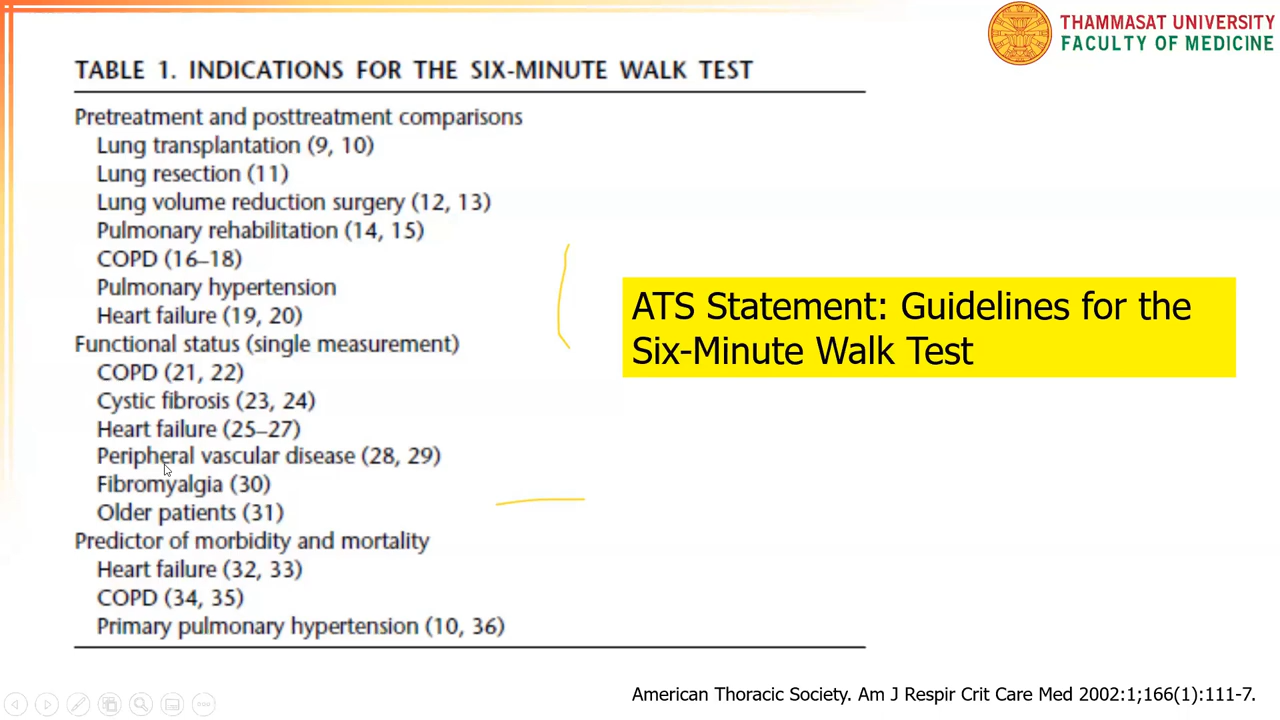 THAMMASAT UNIVERSITY
FACULTY OF MEDICINE
TABLE 1. INDICATIONS FOR THE SIX-MINUTE WALK TEST
Pretreatment and posttreatment comparisons
Lung transplantation (9, 10)
Lung resection (11)
Lung volume reduction surgery (12, 13)
Pulmonary rehabilitation (14, 15)
COPD (16–18)
Pulmonary hypertension
Heart failure (19, 20)
Functional status (single measurement)
COPD (21, 22)
Cystic fibrosis (23, 24)
Heart failure (25–27)
Peripheral vascular disease (28, 29)
Fibromyalgia (30)
Older patients (31)
Predictor of morbidity and mortality
Heart failure (32, 33)
COPD (34, 35)
Primary pulmonary hypertension (10, 36)
ATS Statement: Guidelines for the
Six-Minute Walk Test
American Thoracic Society. Am J Respir Crit Care Med 2002:1;166(1):111-7.